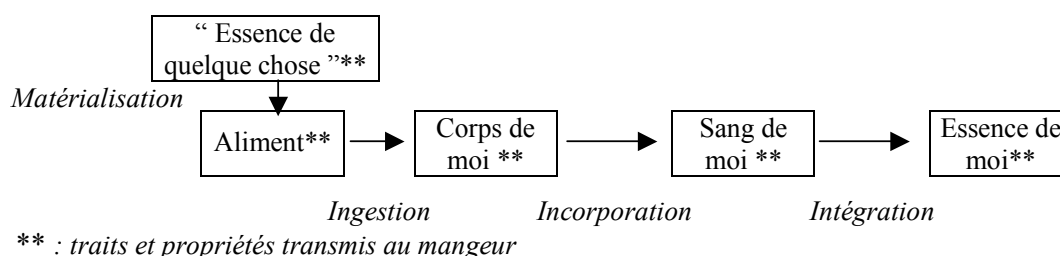 “ Essence de
quelque chose ”**
Matérialisation
Aliment**
Corps de
moi **
Sang de
moi **
Essence de
moi**
Ingestion
Incorporation
Intégration
** : traits et propriétés transmis au mangeur